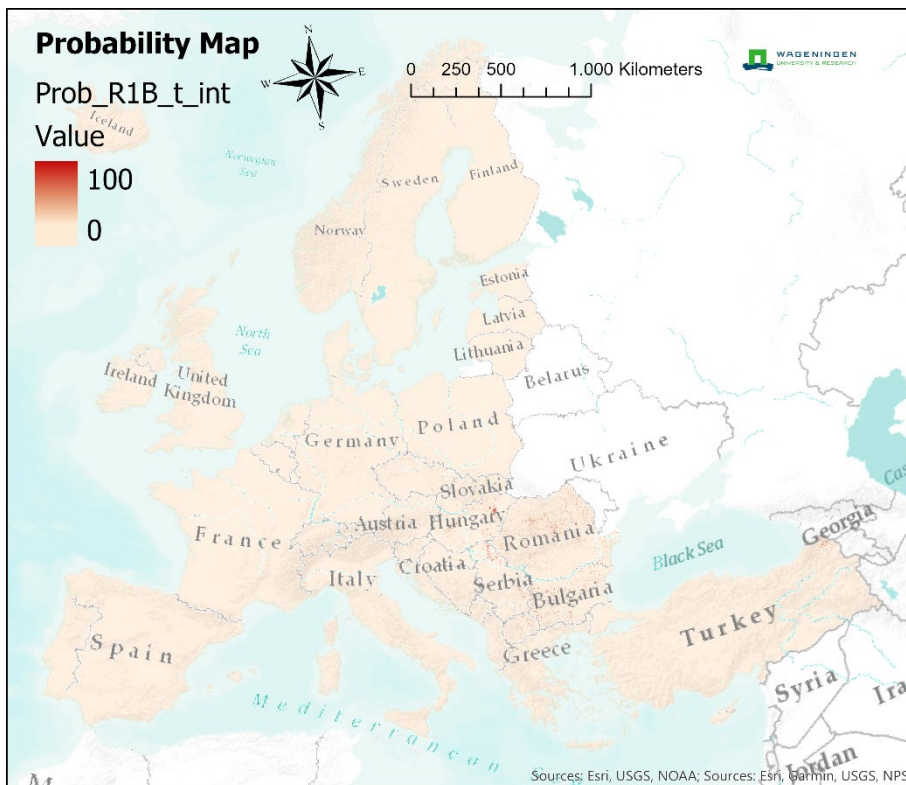 Probability Map
Prob_R1B_t_int
Value
100
0
N
W
E
S
0 250 500 1.000 Kilometers
WAGENINGEN
UNIVERSITY & RESEARCH
Iceland
Norwegian
Sea
Sweden
Finland
Norway
Estonia
Latvia
Lithuania
North
Sea
Ireland
United
Kingdom
Belarus
Poland
Germany
Ukraine
Slovakia
Austria
Hungary
France
Romania
Croatia
Italy
Serbia
Bulgaria
Black Sea
Georgia
Cas
Spain
Greece
Turkey
Syria
Ira
Mediterranean S
Jordan
M
Sources: Esri, USGS, NOAA; Sources: Esri, Garmin, USGS, NPS